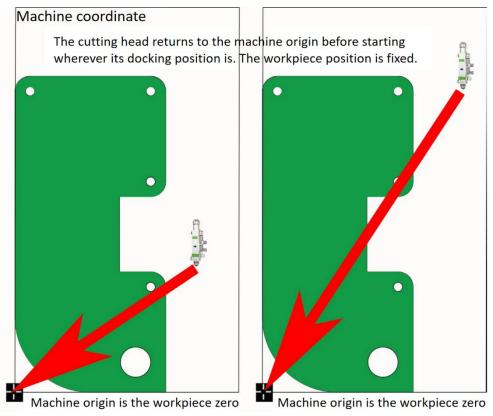 Machine coordinate
The cutting head returns to the machine origin before starting
wherever its docking position is. The workpiece position is fixed.
Machine origin is the workpiece zero
Machine origin is the workpiece zero